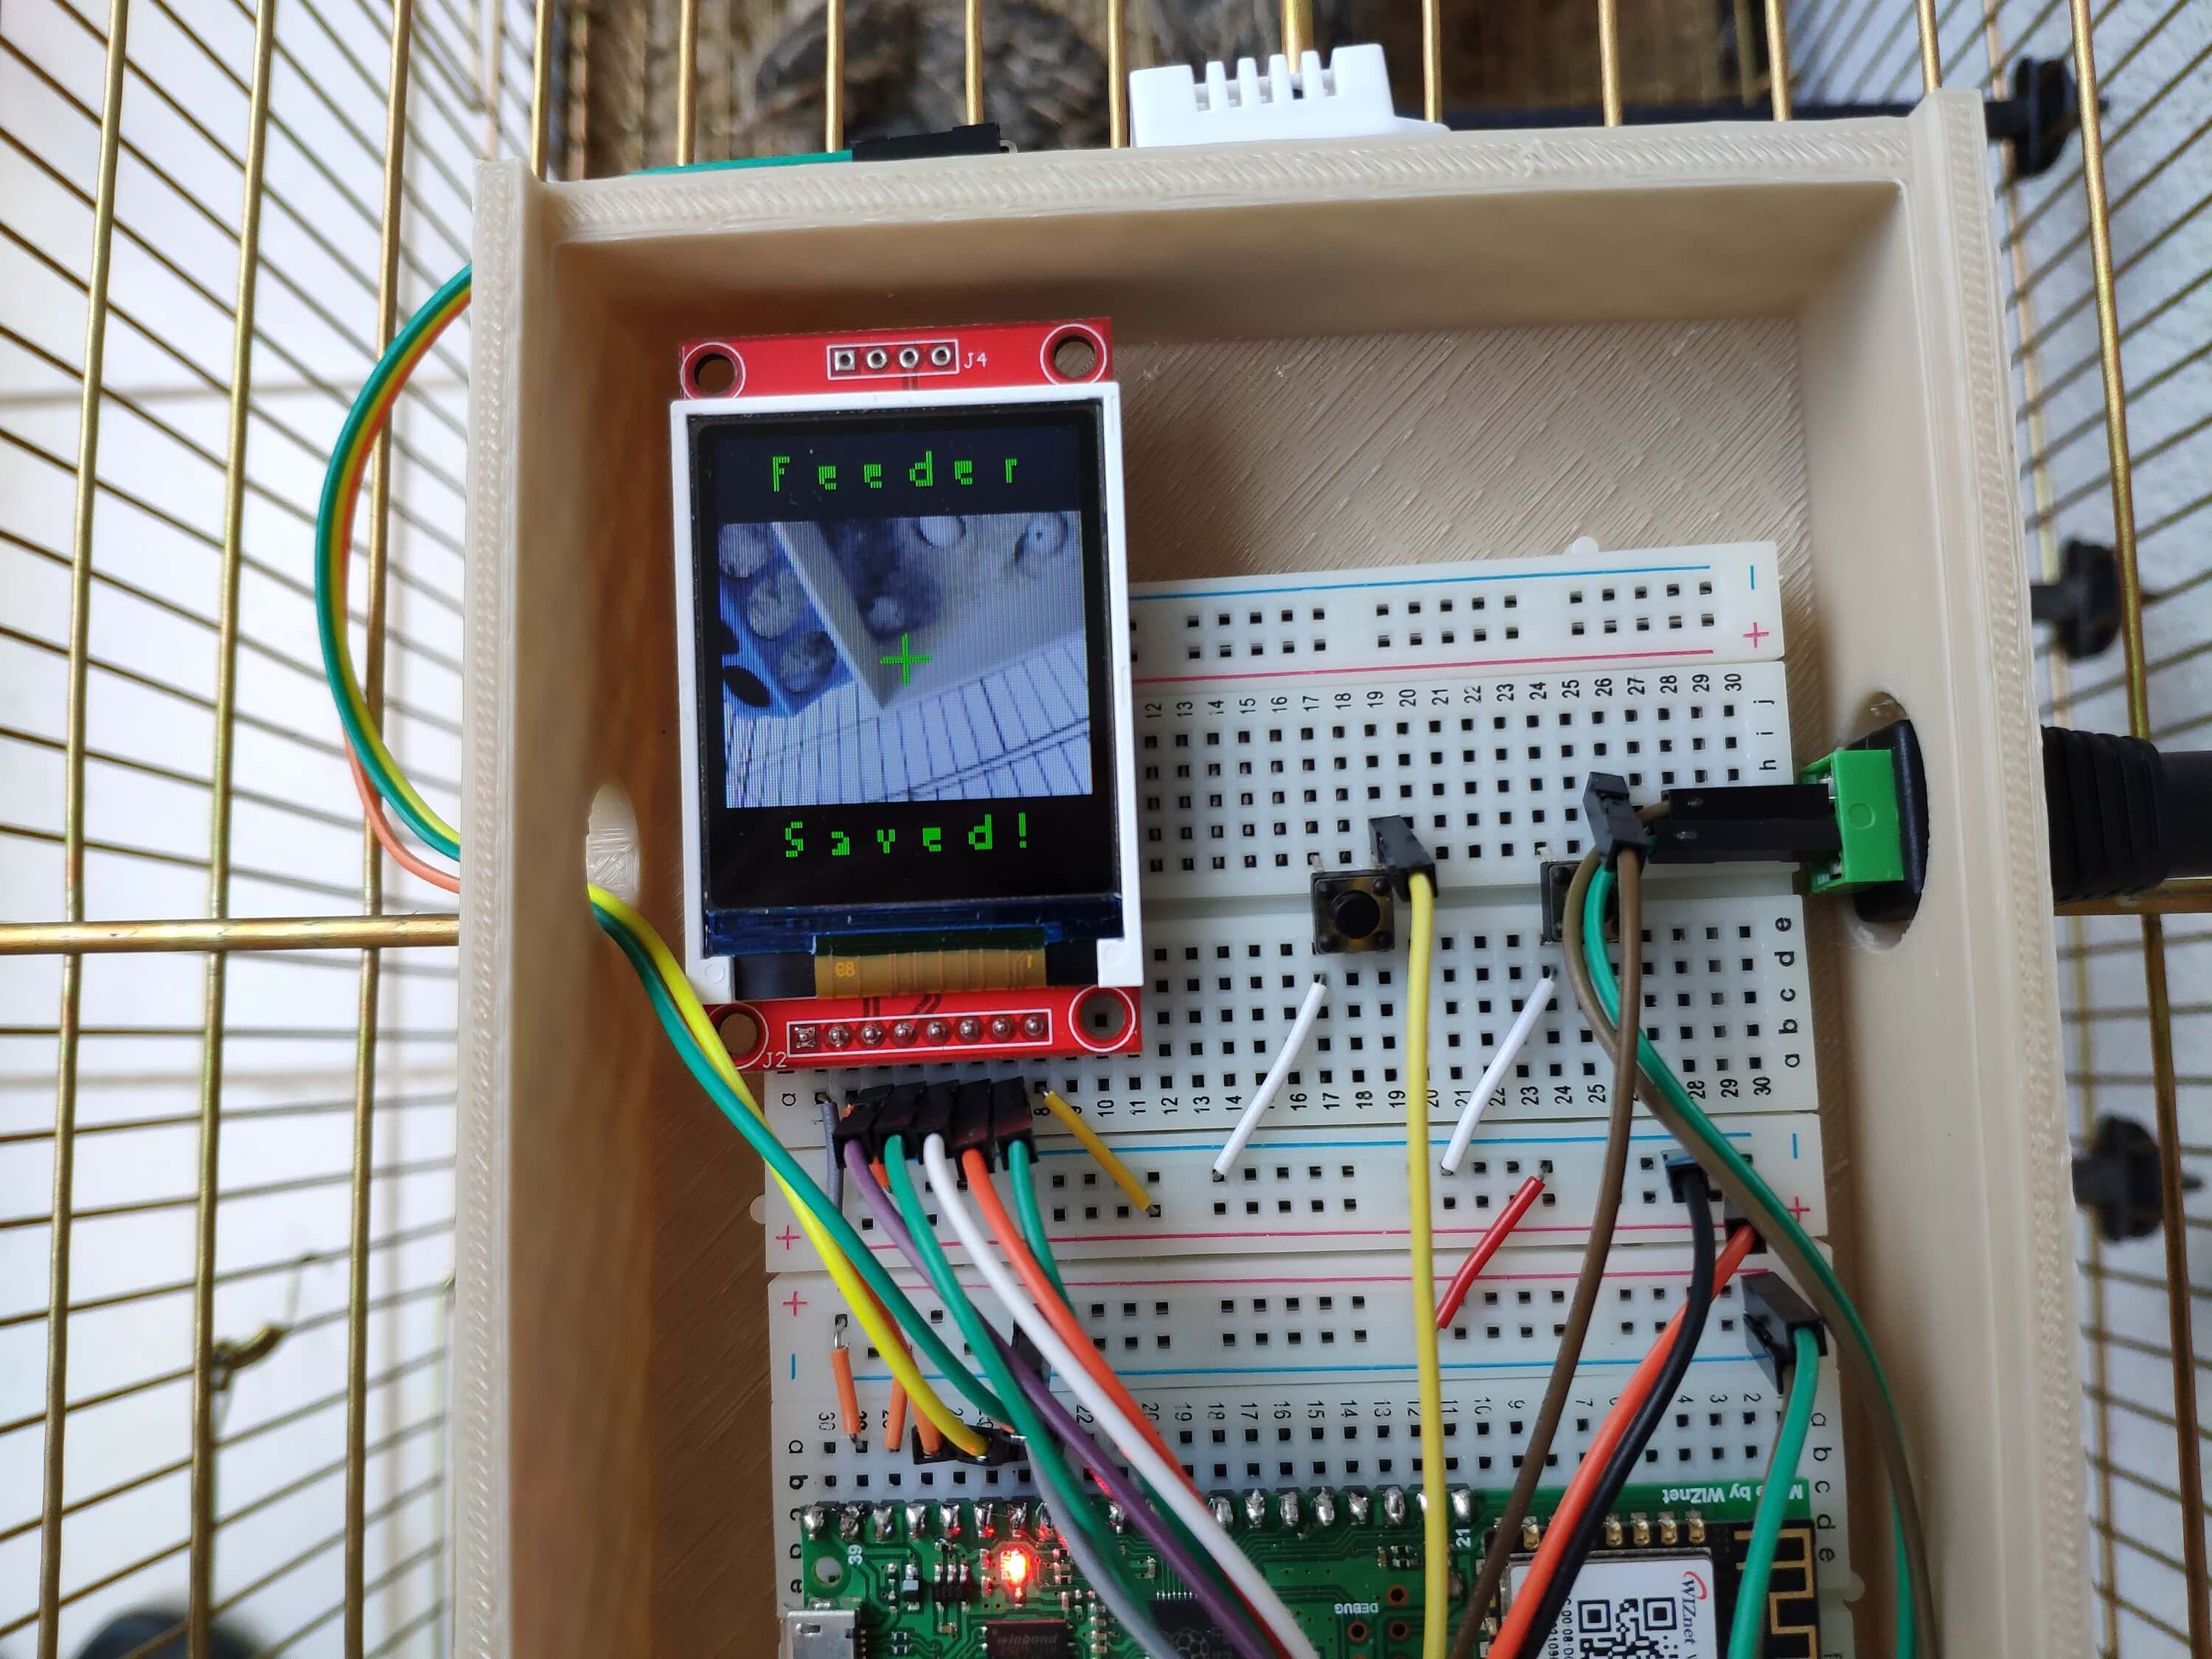 J4
Feeder
Saved!
J2
- 
+
12 13 14 15 16 17 18 19 20 21 22 23 24 25 26 27 28 29 30
j
i
h
e
d
c
b
a
a
8 9 10 11 12 13 14 16 17 18 19 20 22 23 24 25 28 29 30
-
+
+
+
-
30 22 20 19 18 17 16 15 14 13 12 11 10 9 7 4 3 2
a
b
c
d
e
a
b
c
e
Made by WIZnet
39
21
DEBUG
winbond
WIZnet